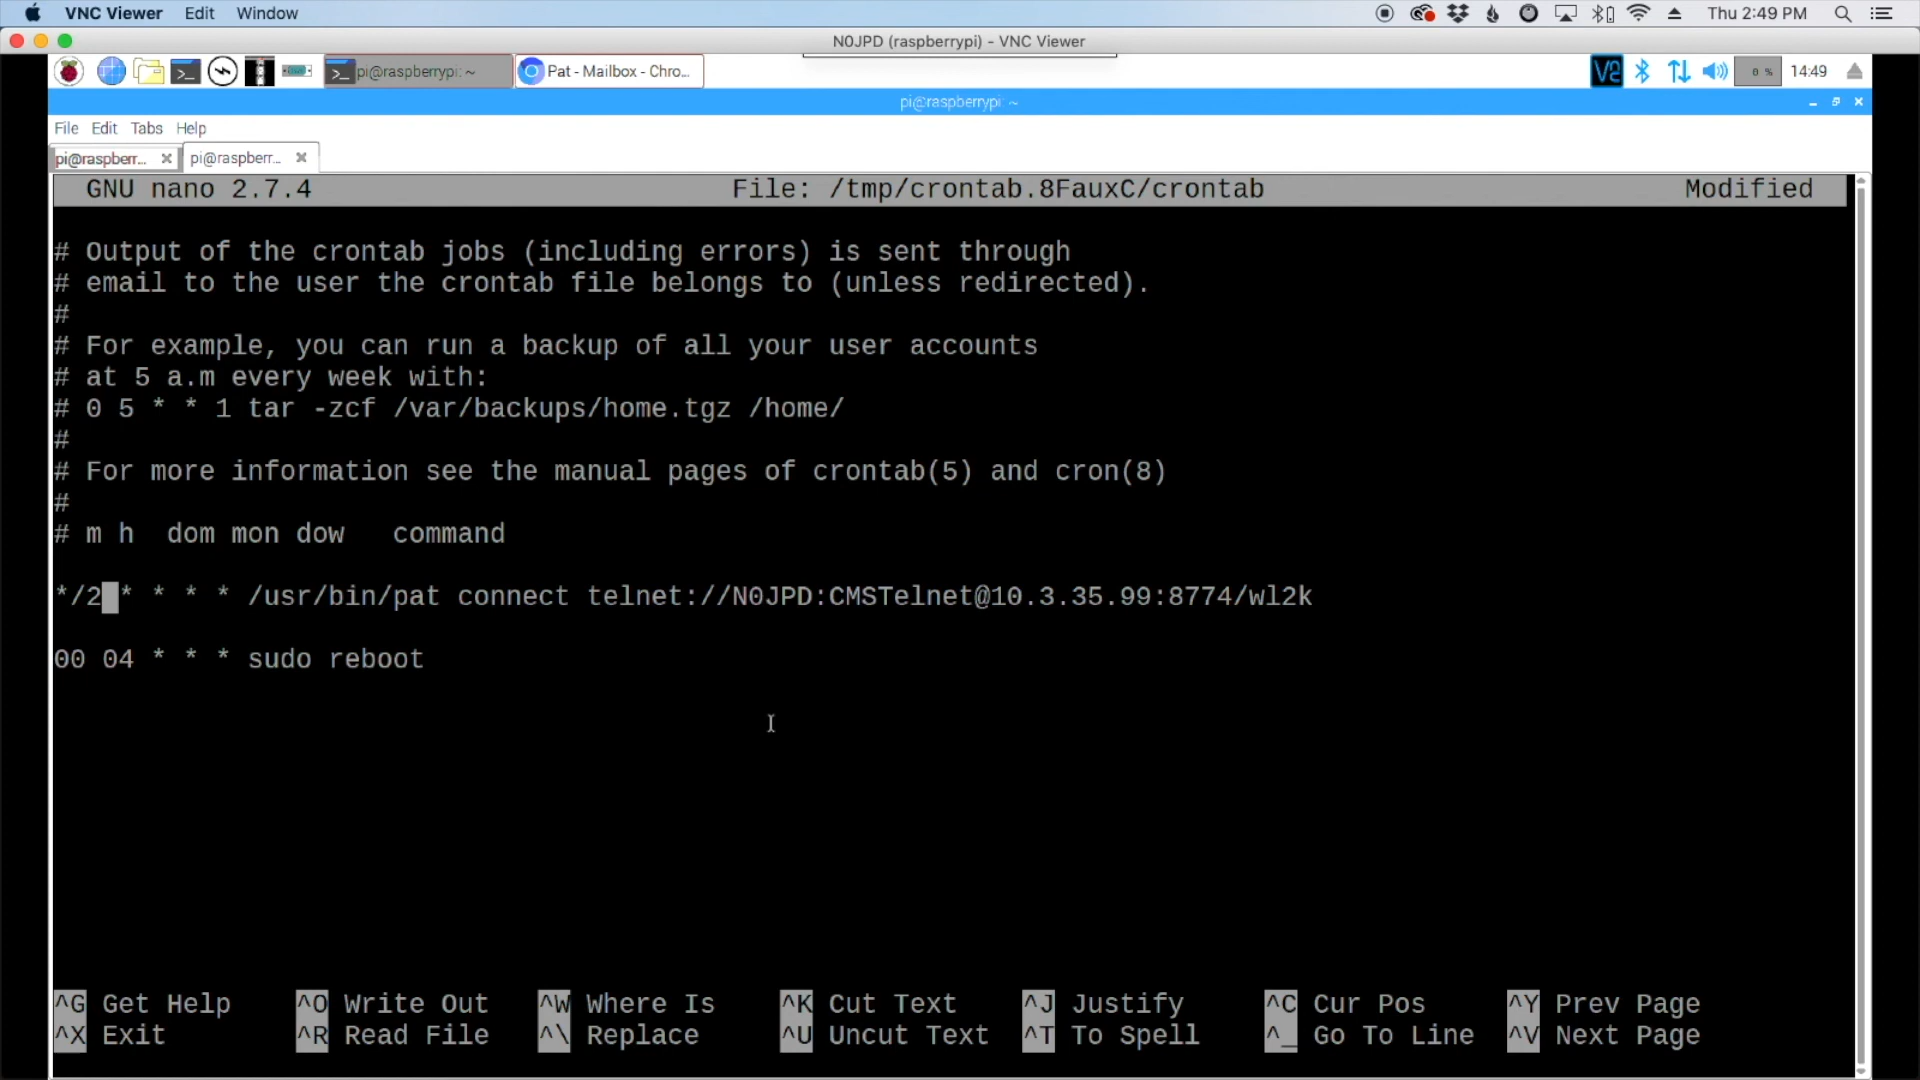 VNC Viewer Edit Window Thu 2:49 PM
N0JPD (raspberrypi) - VNC Viewer
pi@raspberrypi: ~ Pat - Mailbox - Chro... V2 0 % 14:49
pi@raspberrypi: ~
File Edit Tabs Help
pi@raspberr... pi@raspberr...
GNU nano 2.7.4 File: /tmp/crontab.8FauxC/crontab Modified
# Output of the crontab jobs (including errors) is sent through
# email to the user the crontab file belongs to (unless redirected).
#
# For example, you can run a backup of all your user accounts
# at 5 a.m every week with:
# 0 5 * * 1 tar -zcf /var/backups/home.tgz /home/
#
# For more information see the manual pages of crontab(5) and cron(8)
#
# m h  dom mon dow   command
*/2 * * * * /usr/bin/pat connect telnet://N0JPD:CMSTelnet@10.3.35.99:8774/wl2k
00 04 * * * sudo reboot
^G Get Help ^O Write Out ^W Where Is ^K Cut Text ^J Justify ^C Cur Pos ^Y Prev Page
^X Exit ^R Read File ^\ Replace ^U Uncut Text ^T To Spell ^_ Go To Line ^V Next Page